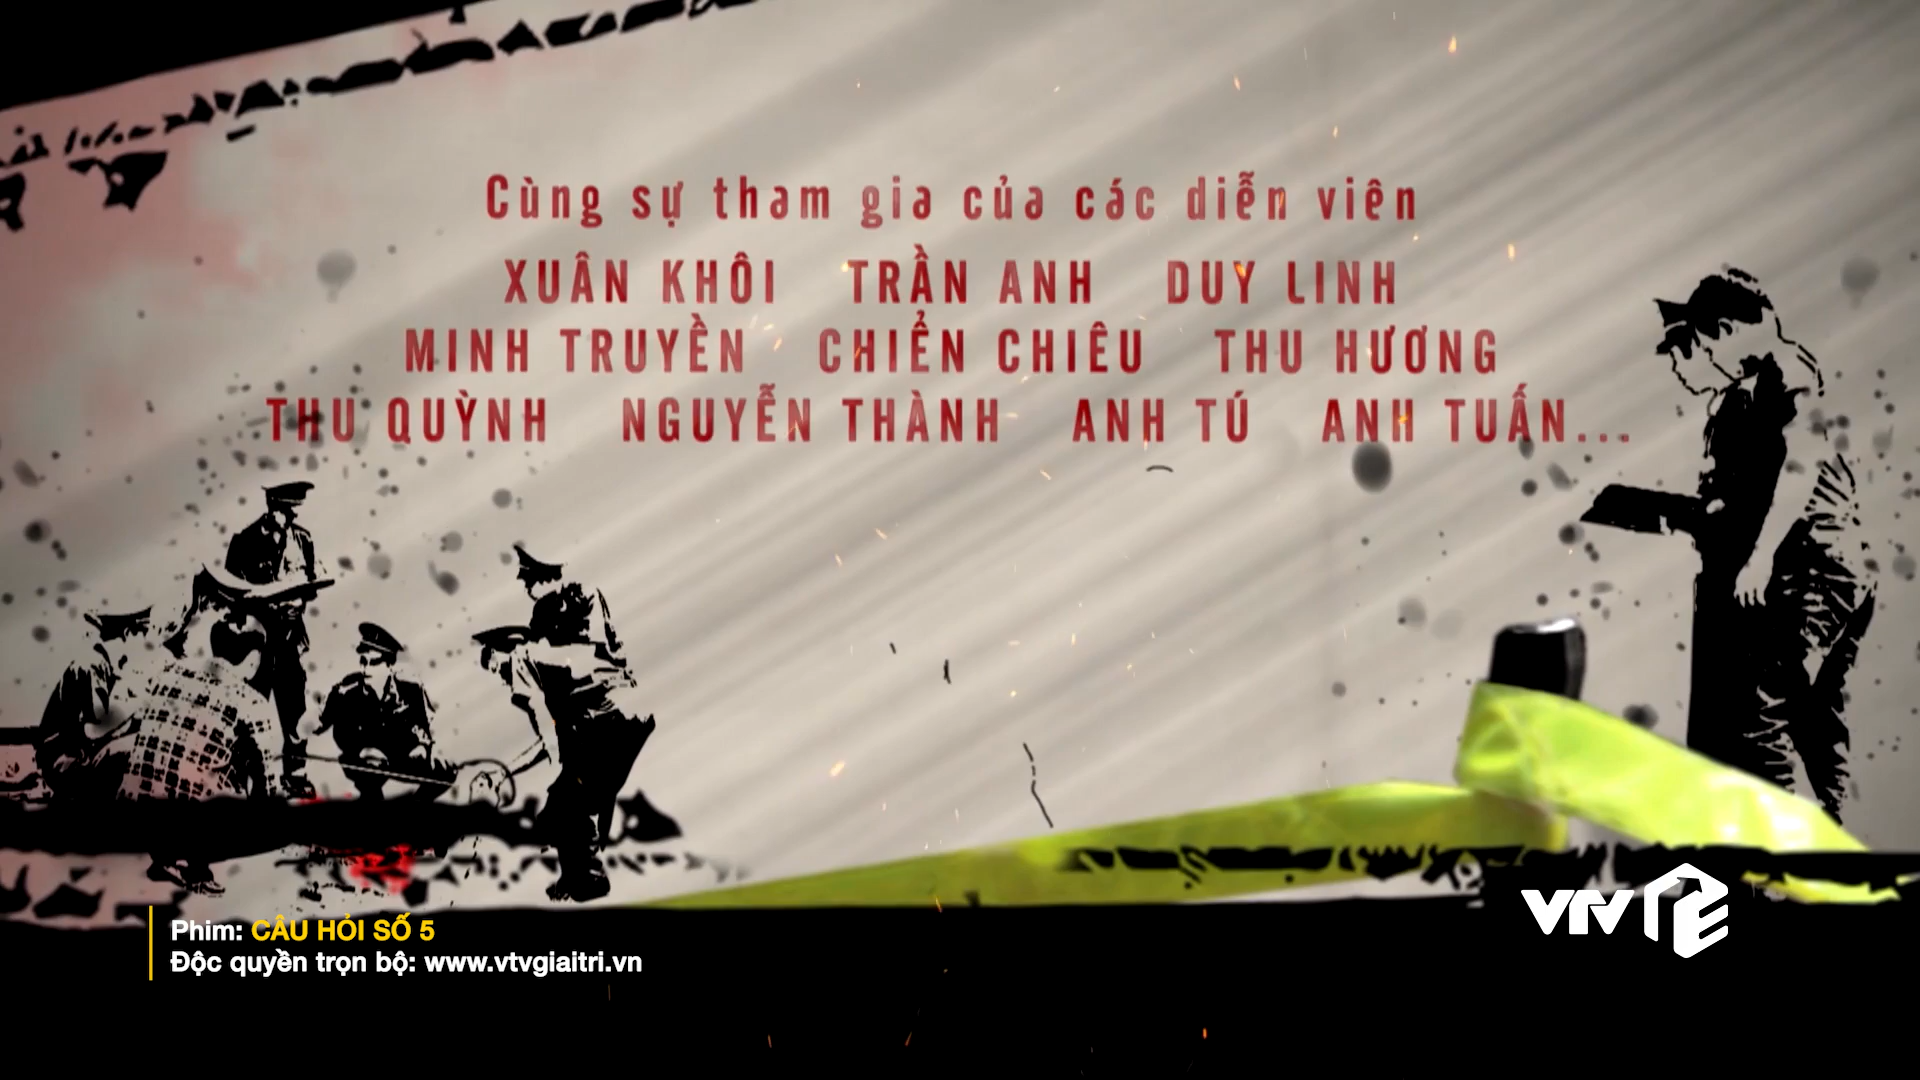 Cùng sự tham gia của các diễn viên
XUÂN KHÔI TRẦN ANH DUY LINH
MINH TRUYỀN CHIỂN CHIÊU THU HƯƠNG
THU QUỲNH NGUYỄN THÀNH ANH TÚ ANH TUẤN...
Phim: CÂU HỎI SỐ 5
Độc quyền trọn bộ: www.vtvgiaitri.vn
VTV